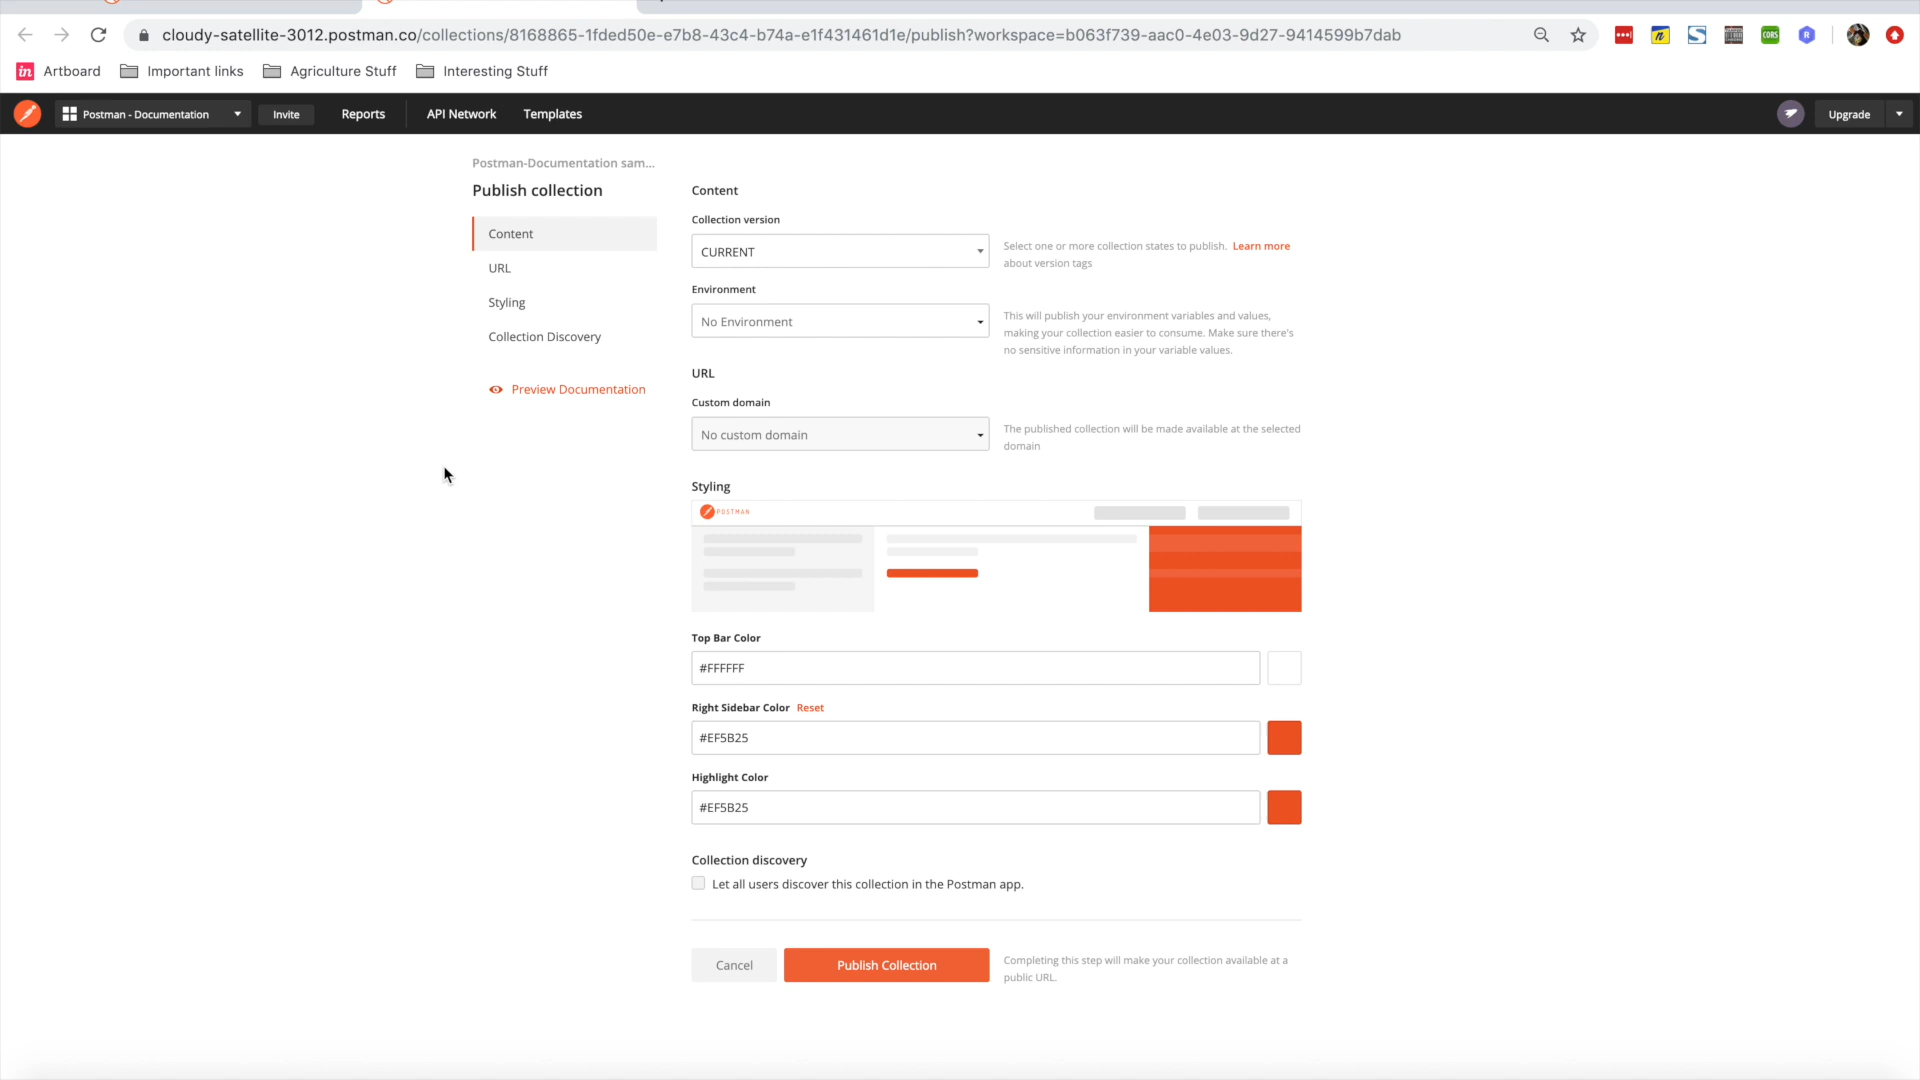 cloudy-satellite-3012.postman.co/collections/8168865-1fded50e-e7b8-43c4-b74a-e1f431461d1e/publish?workspace=b063f739-aac0-4e03-9d27-9414599b7dab
CORS
R
in Artboard Important links Agriculture Stuff Interesting Stuff
Postman - Documentation Invite Reports API Network Templates Upgrade
Postman-Documentation sam...
Publish collection
Content
URL
Styling
Collection Discovery
Preview Documentation
Content
Collection version
CURRENT
Select one or more collection states to publish. Learn more
about version tags
Environment
No Environment
This will publish your environment variables and values,
making your collection easier to consume. Make sure there's
no sensitive information in your variable values.
URL
Custom domain
No custom domain
The published collection will be made available at the selected
domain
Styling
POSTMAN
Top Bar Color
#FFFFFF
Right Sidebar Color Reset
#EF5B25
Highlight Color
#EF5B25
Collection discovery
Let all users discover this collection in the Postman app.
Cancel Publish Collection
Completing this step will make your collection available at a
public URL.